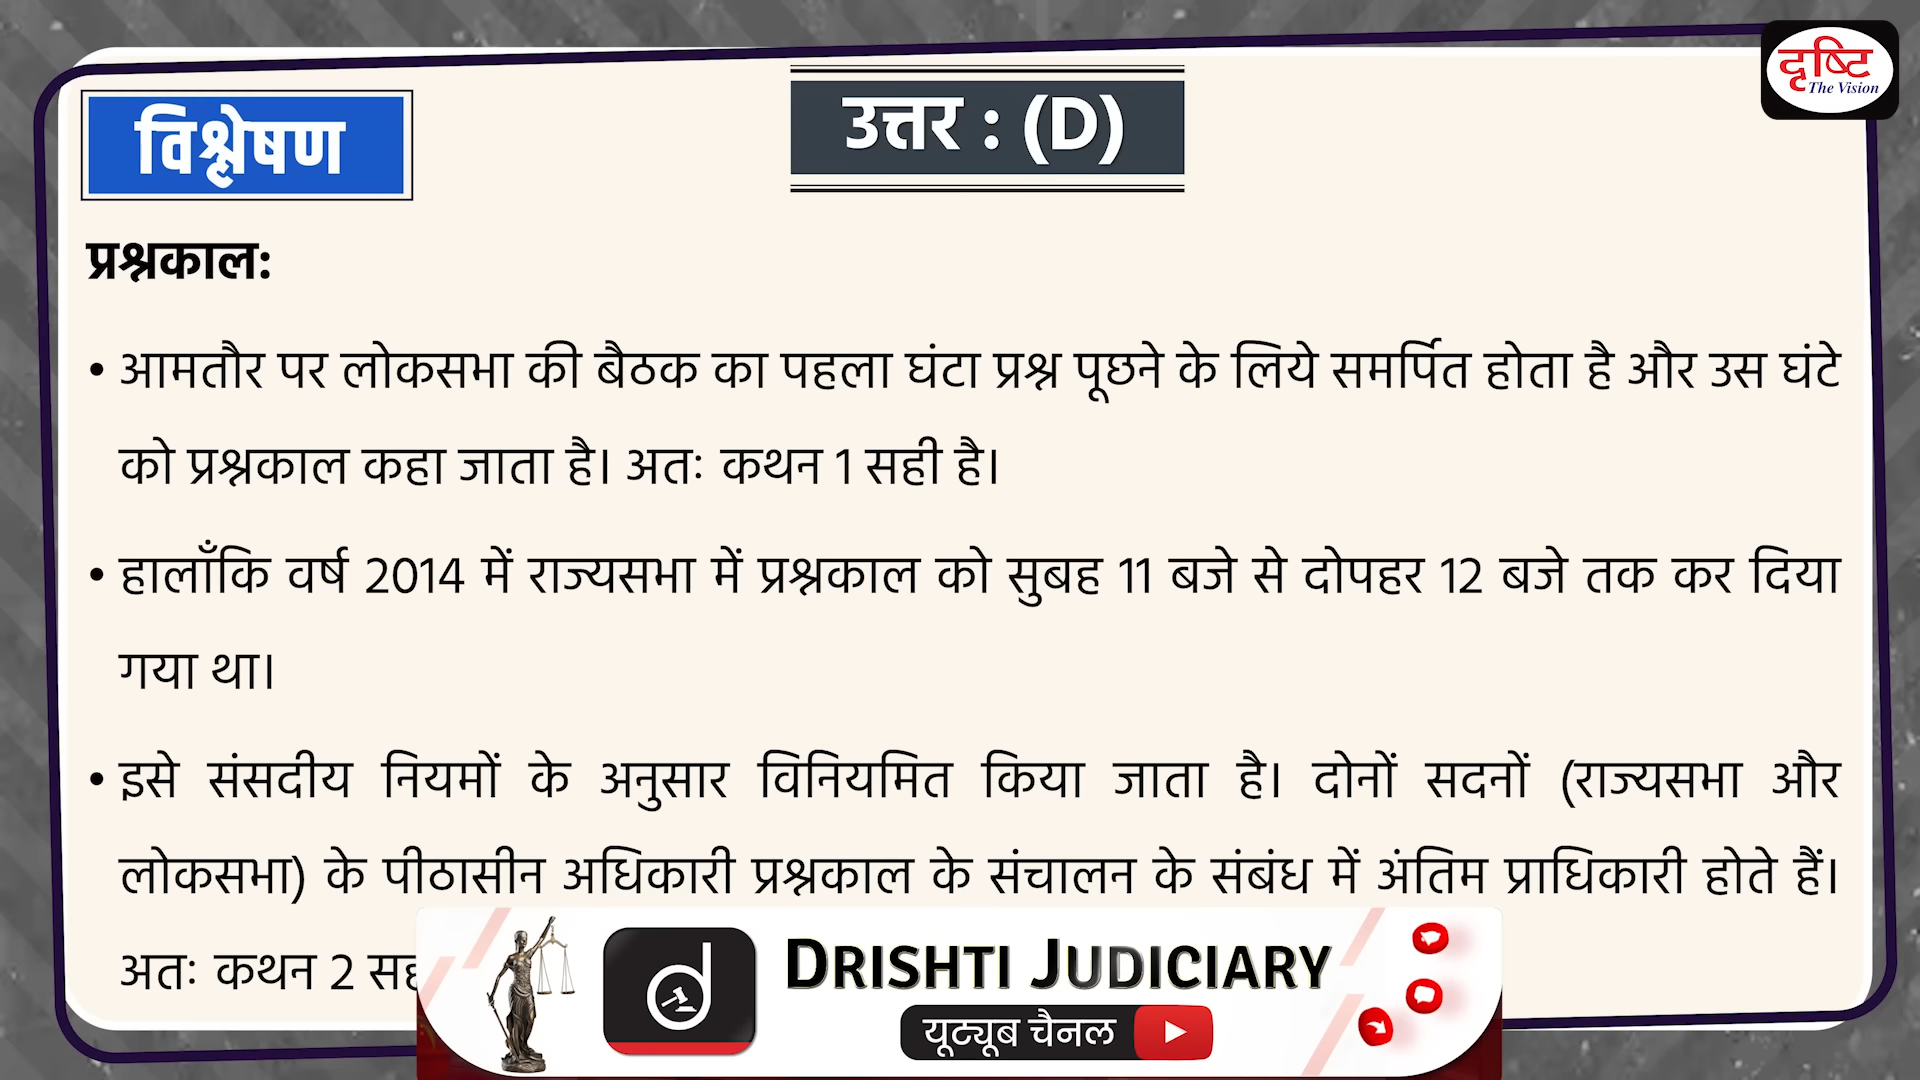 दृष्टि
The Vision
विश्लेषण
उत्तर : (D)
प्रश्नकाल:
• आमतौर पर लोकसभा की बैठक का पहला घंटा प्रश्न पूछने के लिये समर्पित होता है और उस घंटे
को प्रश्नकाल कहा जाता है। अतः कथन 1 सही है।
• हालाँकि वर्ष 2014 में राज्यसभा में प्रश्नकाल को सुबह 11 बजे से दोपहर 12 बजे तक कर दिया
गया था।
• इसे संसदीय नियमों के अनुसार विनियमित किया जाता है। दोनों सदनों (राज्यसभा और
लोकसभा) के पीठासीन अधिकारी प्रश्नकाल के संचालन के संबंध में अंतिम प्राधिकारी होते हैं।
अतः कथन 2
DRISHTI JUDICIARY
यूट्यूब चैनल